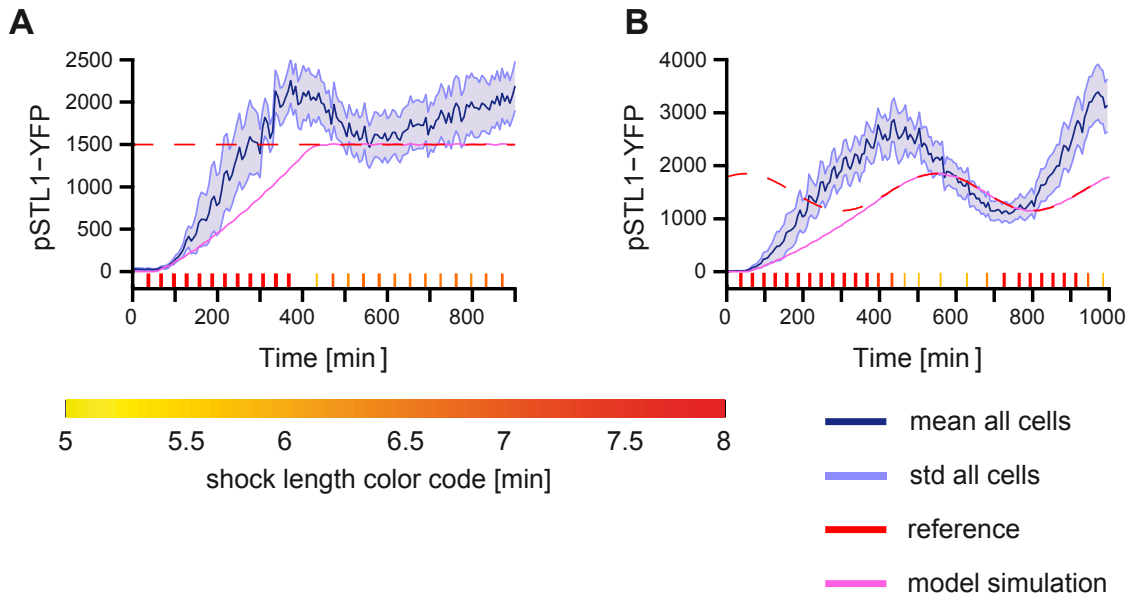 A
pSTL1−YFP
2500
2000
1500
1000
500
0
0 200 400 600 800
Time [min]
B
pSTL1−YFP
4000
3000
2000
1000
0
0 200 400 600 800 1000
Time [min]
5 5.5 6 6.5 7 7.5 8
shock length color code [min]
mean all cells
std all cells
reference
model simulation